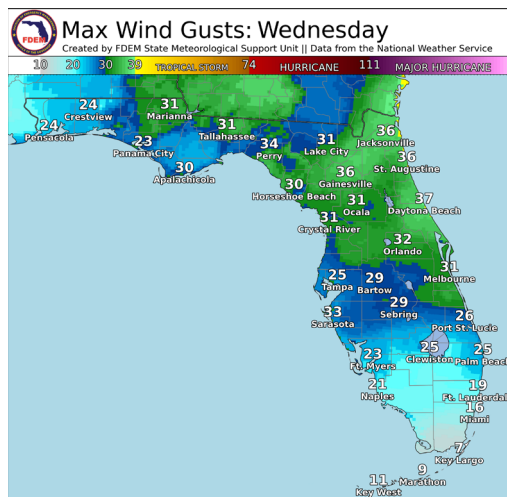 Max Wind Gusts: Wednesday
Created by FDEM State Meteorological Support Unit || Data from the National Weather Service
FDEM
10 20 30 39 TROPICAL STORM 74 HURRICANE 111 MAJOR HURRICANE
24
Crestview
31
Marianna
24
Pensacola
23
Panama City
31
Tallahassee
30
Apalachicola
34
Perry
31
Lake City
36
Jacksonville
36
St. Augustine
36
Gainesville
30
Horseshoe Beach
31
Ocala
37
Daytona Beach
31
Crystal River
32
Orlando
31
Melbourne
25
Tampa
29
Bartow
29
Sebring
33
Sarasota
26
Port St. Lucie
25
Clewiston
25
Palm Beach
23
Ft. Myers
21
Naples
19
Ft. Lauderdal
16
Miami
7
Key Largo
9
Marathon
11
Key West